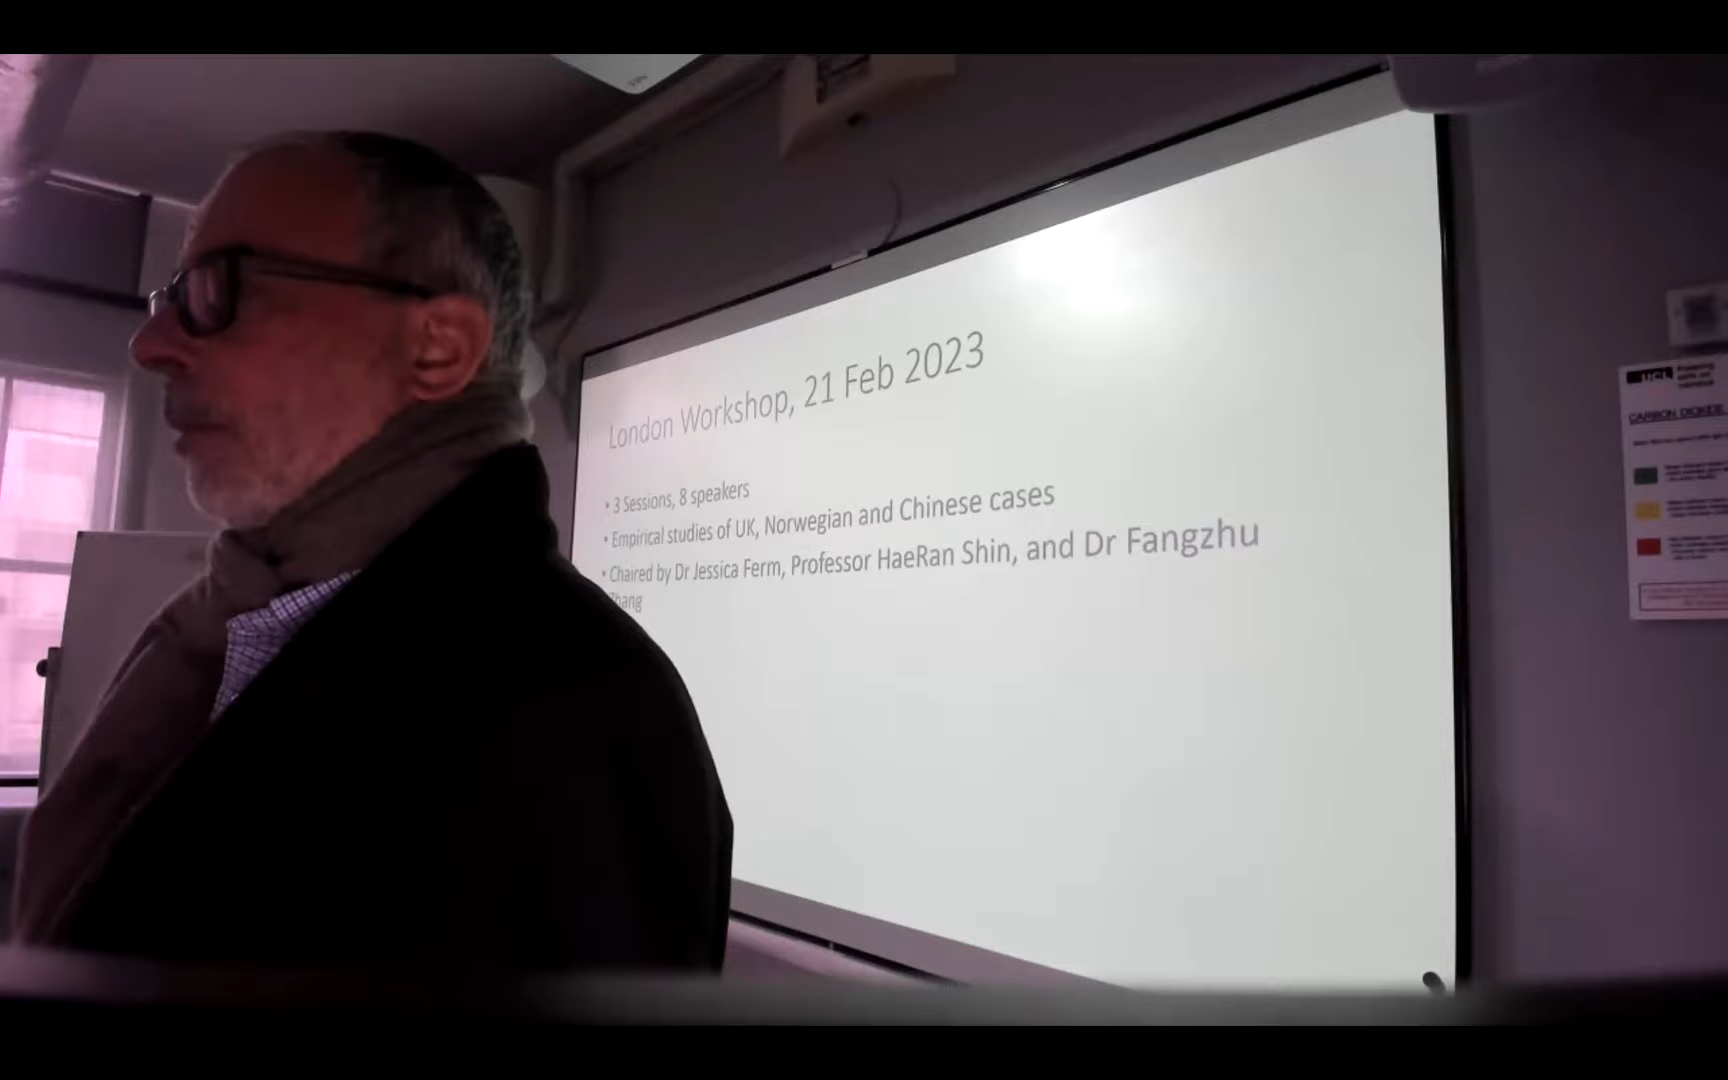 London Workshop, 21 Feb 2023
• 3 Sessions, 8 speakers
• Empirical studies of UK, Norwegian and Chinese cases
• Chaired by Dr Jessica Ferm, Professor HaeRan Shin, and Dr Fangzhu
Zhang
UCL
CARBON DIOXIDE